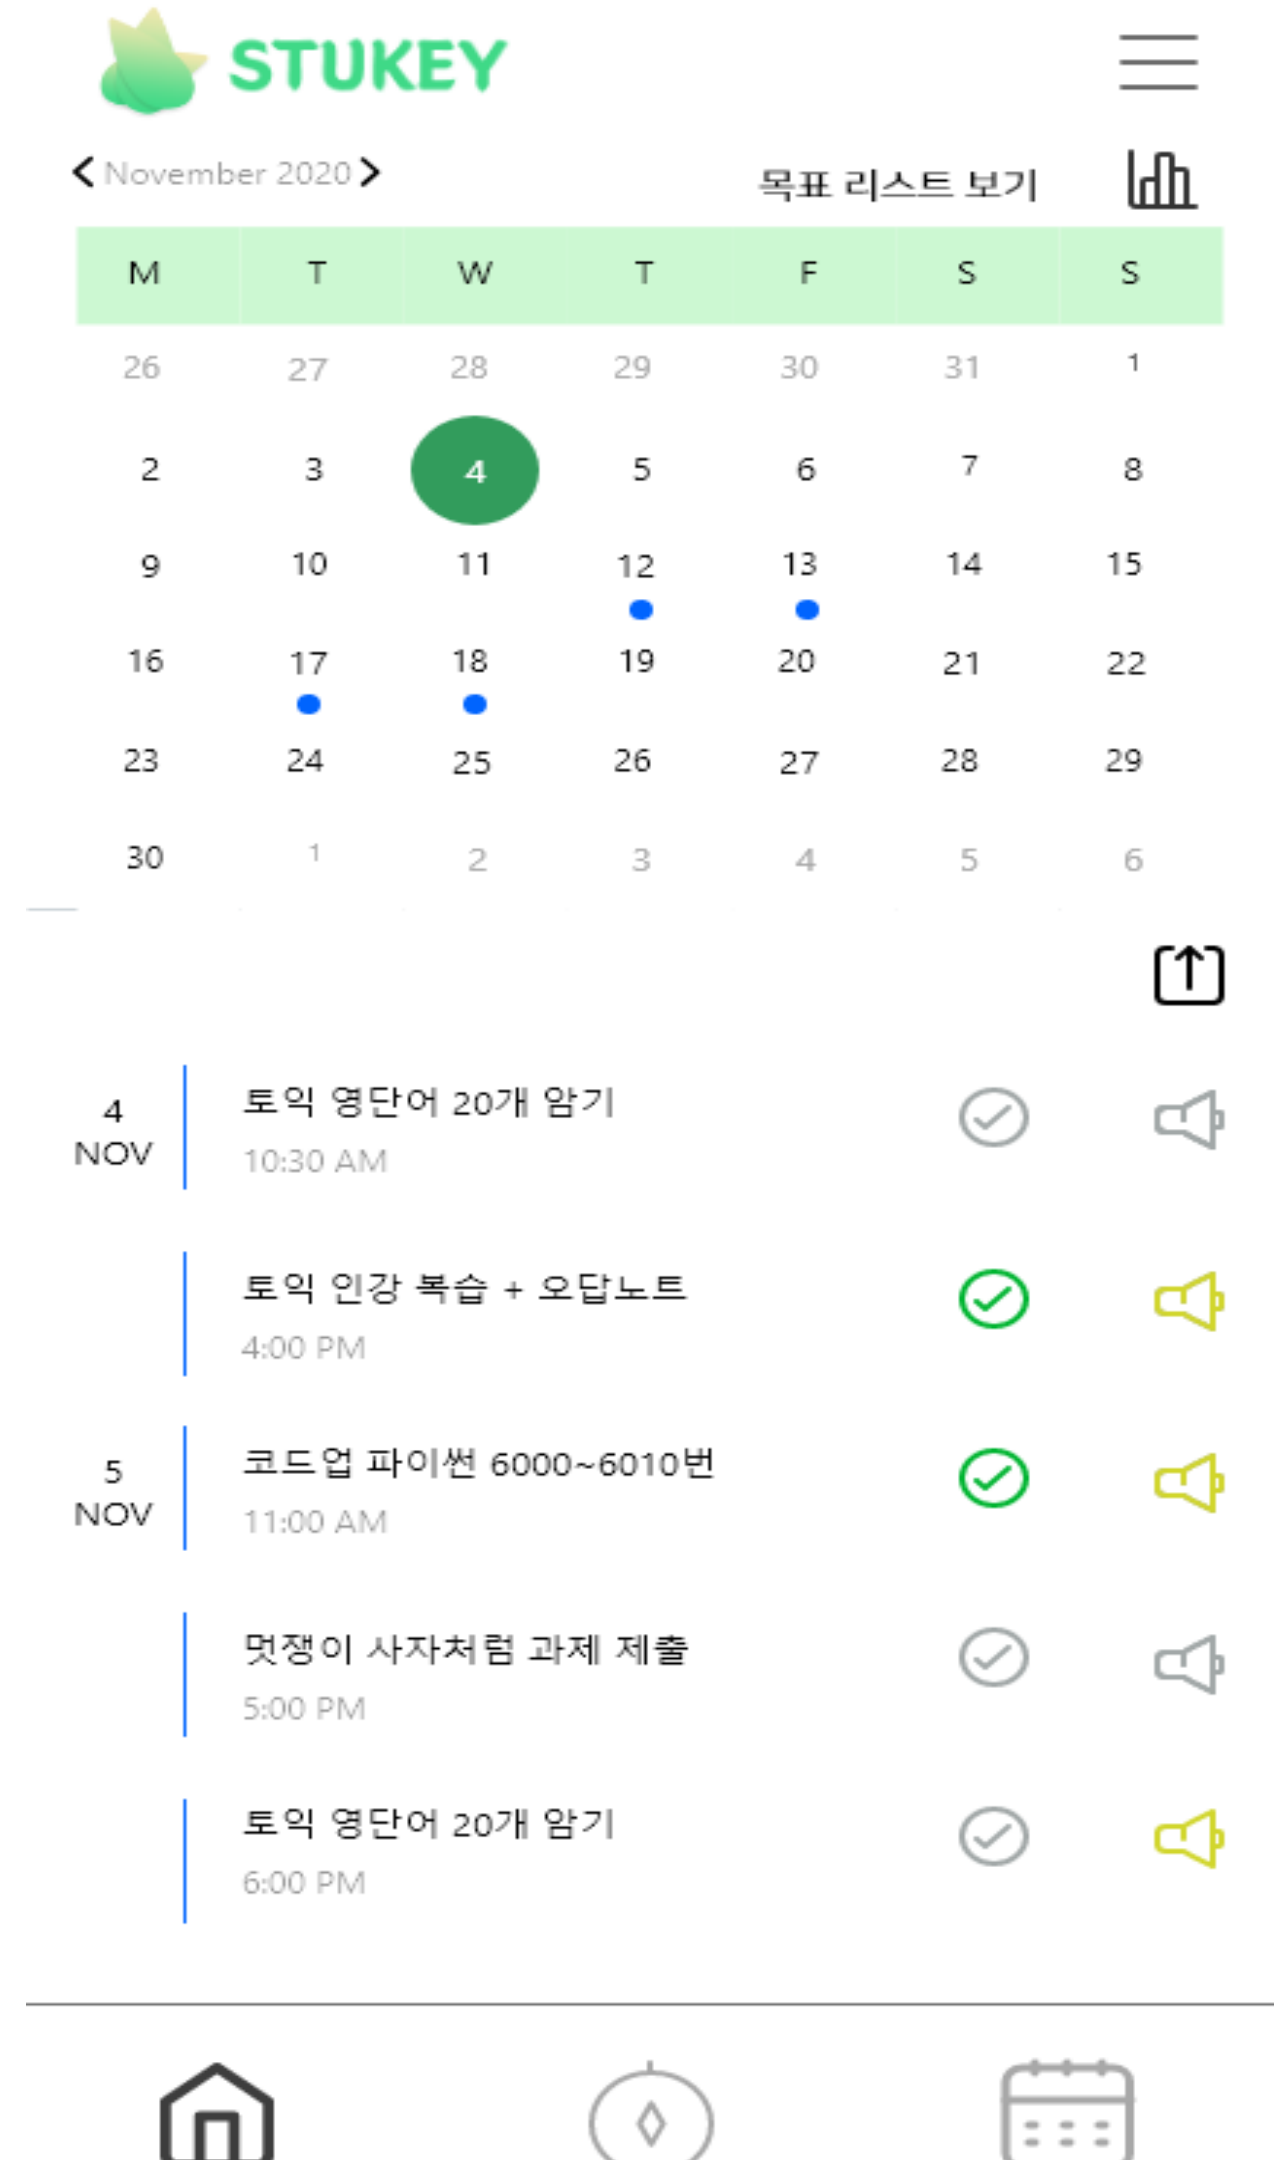 STUKEY
November 2020
목표 리스트 보기
M T W T F S S
26 27 28 29 30 31 1
2 3 4 5 6 7 8
9 10 11 12 13 14 15
16 17 18 19 20 21 22
23 24 25 26 27 28 29
30 1 2 3 4 5 6
4
NOV
토익 영단어 20개 암기
10:30 AM
토익 인강 복습 + 오답노트
4:00 PM
5
NOV
코드업 파이썬 6000~6010번
11:00 AM
멋쟁이 사자처럼 과제 제출
5:00 PM
토익 영단어 20개 암기
6:00 PM